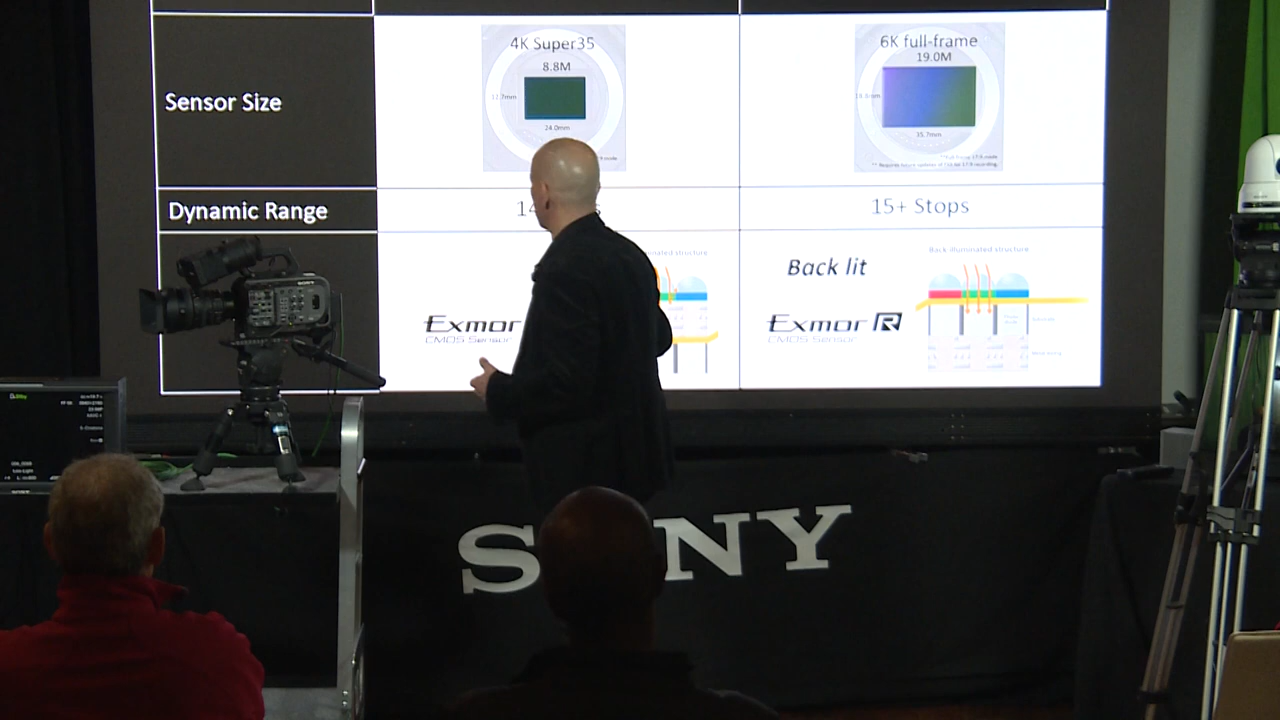 4K Super35
8.8M
24.0mm
6K full-frame
19.0M
35.7mm
Sensor Size
Dynamic Range
14
15+ Stops
Back illuminated structure
Back lit
Exmor
CMOS Sensor
Exmor R
CMOS Sensor
SONY
S NY